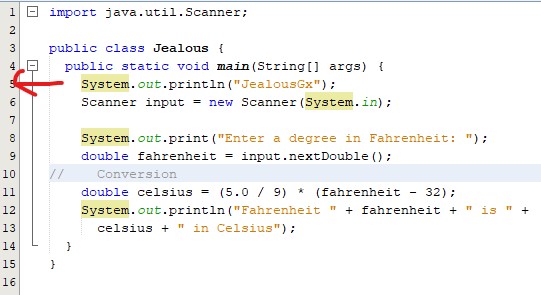 1 import java.util.Scanner;
2
3 public class Jealous {
4 public static void main(String[] args) {
5 System.out.println("JealousGx");
6 Scanner input = new Scanner(System.in);
7
8 System.out.print("Enter a degree in Fahrenheit: ");
9 double fahrenheit = input.nextDouble();
10 // Conversion
11 double celsius = (5.0 / 9) * (fahrenheit - 32);
12 System.out.println("Fahrenheit " + fahrenheit + " is " +
13 celsius + " in Celsius");
14 }
15 }
16